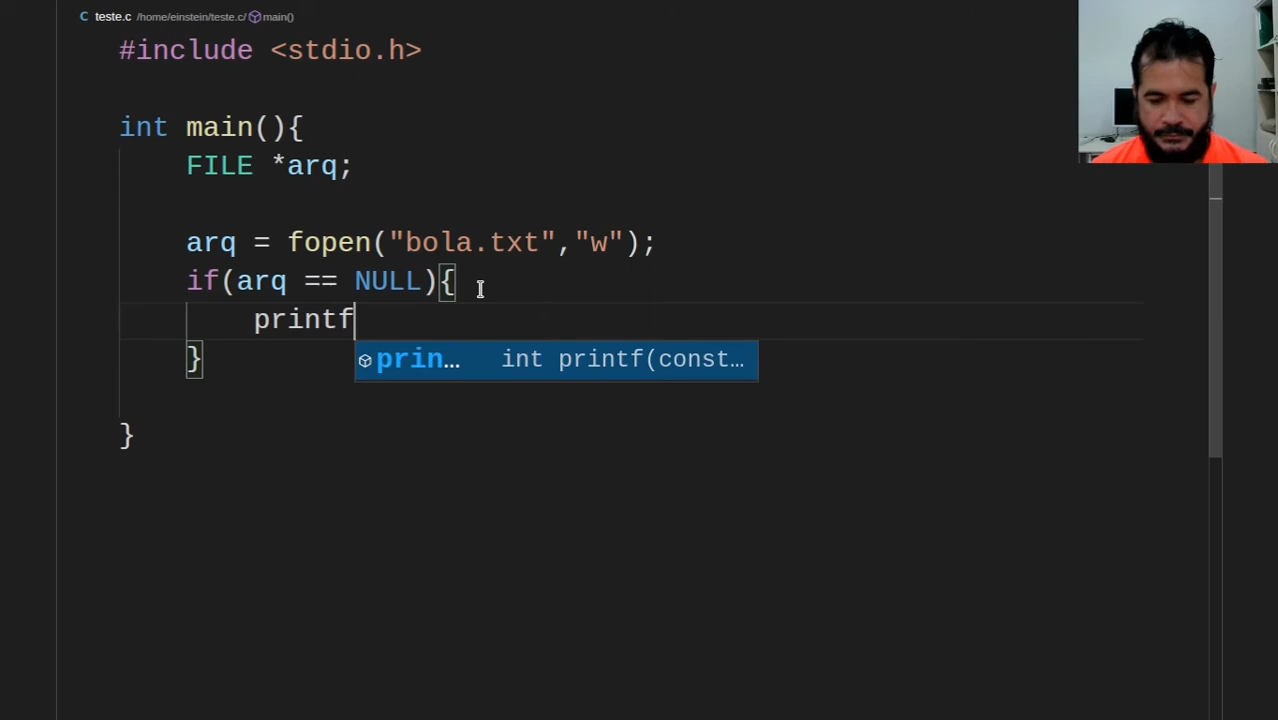 C teste.c /home/einstein/teste.c/ main()
#include <stdio.h>
int main(){
FILE *arq;
arq = fopen("bola.txt","w");
if(arq == NULL){
printf
}
prin… int printf(const…
}